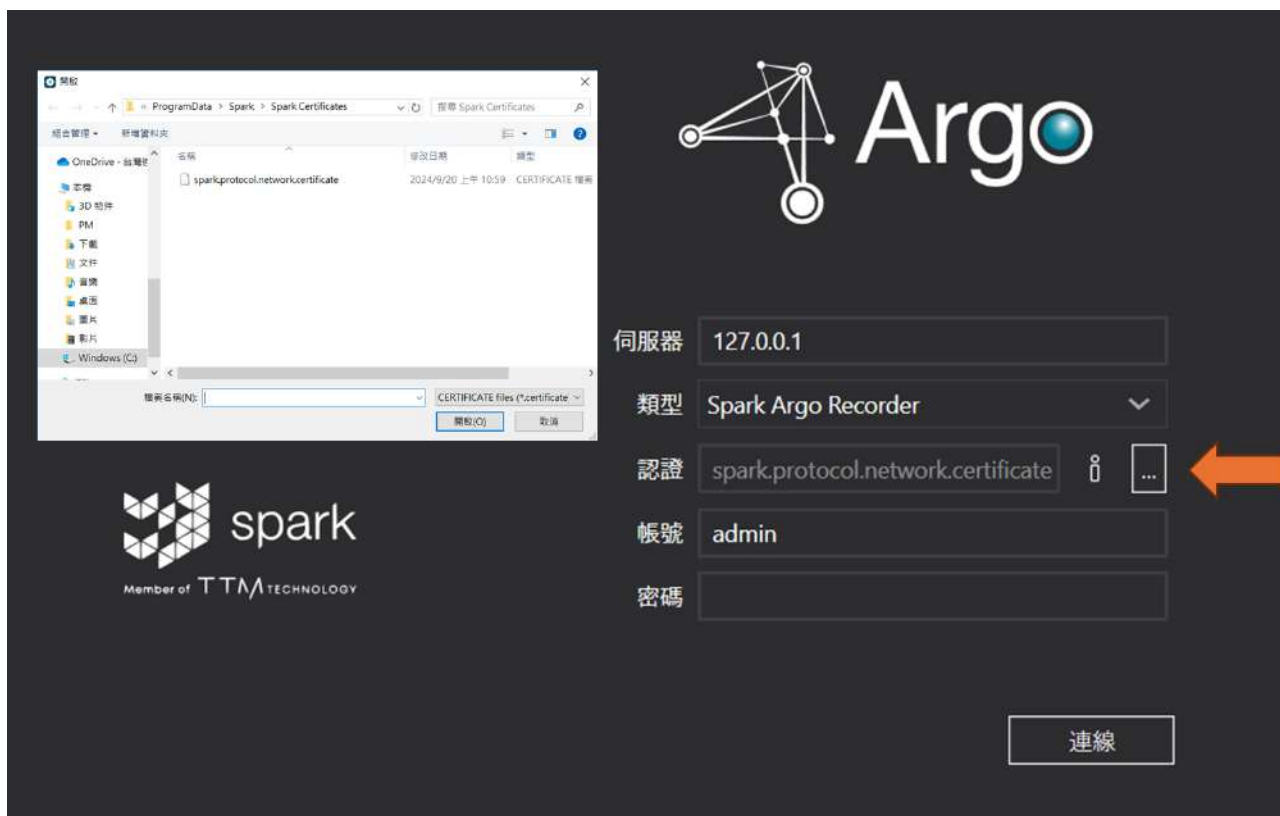 開啟
« ProgramData > Spark > Spark Certificates
搜尋 Spark Certificates
組合管理
新增資料夾
OneDrive - 台灣
名稱
修改日期
類型
spark.protocol.network.certificate
2024/9/20 上午 10:59
CERTIFICATE 檔案
本機
3D 物件
PM
下載
文件
音樂
桌面
圖片
影片
Windows (C:)
檔案名稱(N):
CERTIFICATE files (*.certificate
開啟(O)
取消
Argo
伺服器
127.0.0.1
類型
Spark Argo Recorder
認證
spark.protocol.network.certificate
...
帳號
admin
密碼
連線
spark
Member of TTM TECHNOLOGY